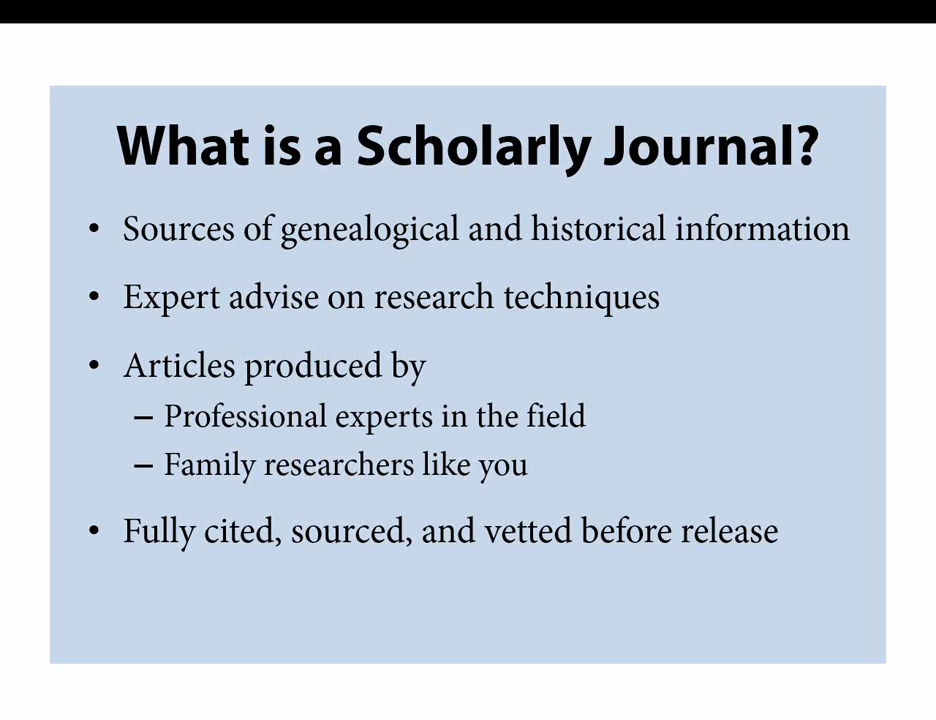 What is a Scholarly Journal?
• Sources of genealogical and historical information
• Expert advise on research techniques
• Articles produced by
– Professional experts in the field
– Family researchers like you
• Fully cited, sourced, and vetted before release